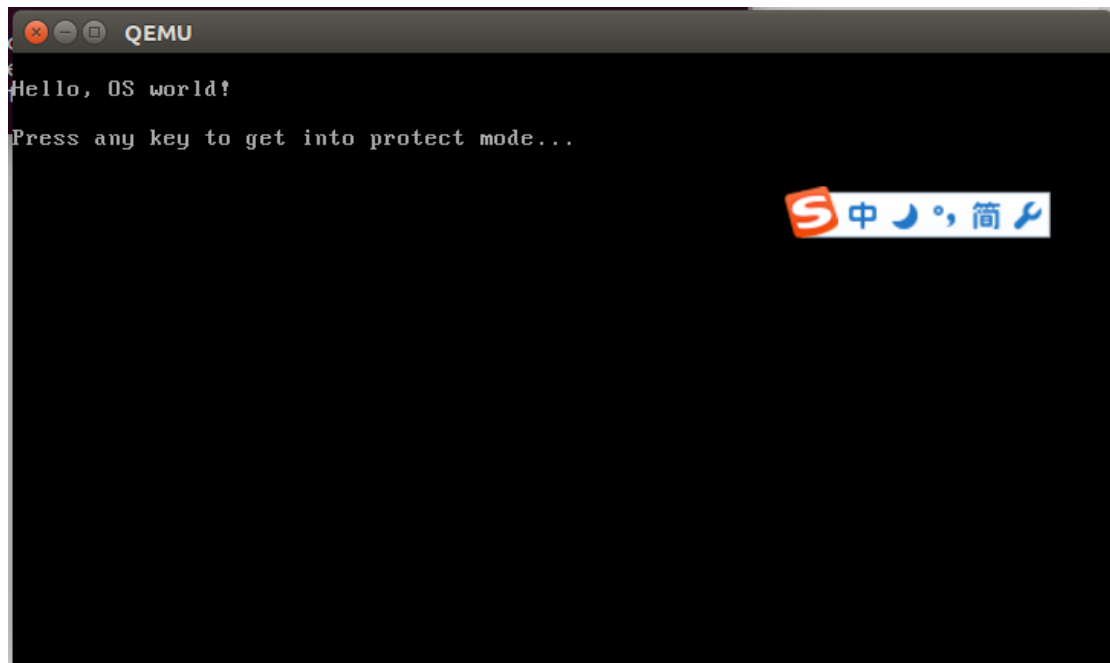 QEMU
Hello, OS world!
Press any key to get into protect mode...
S 中 °, 简